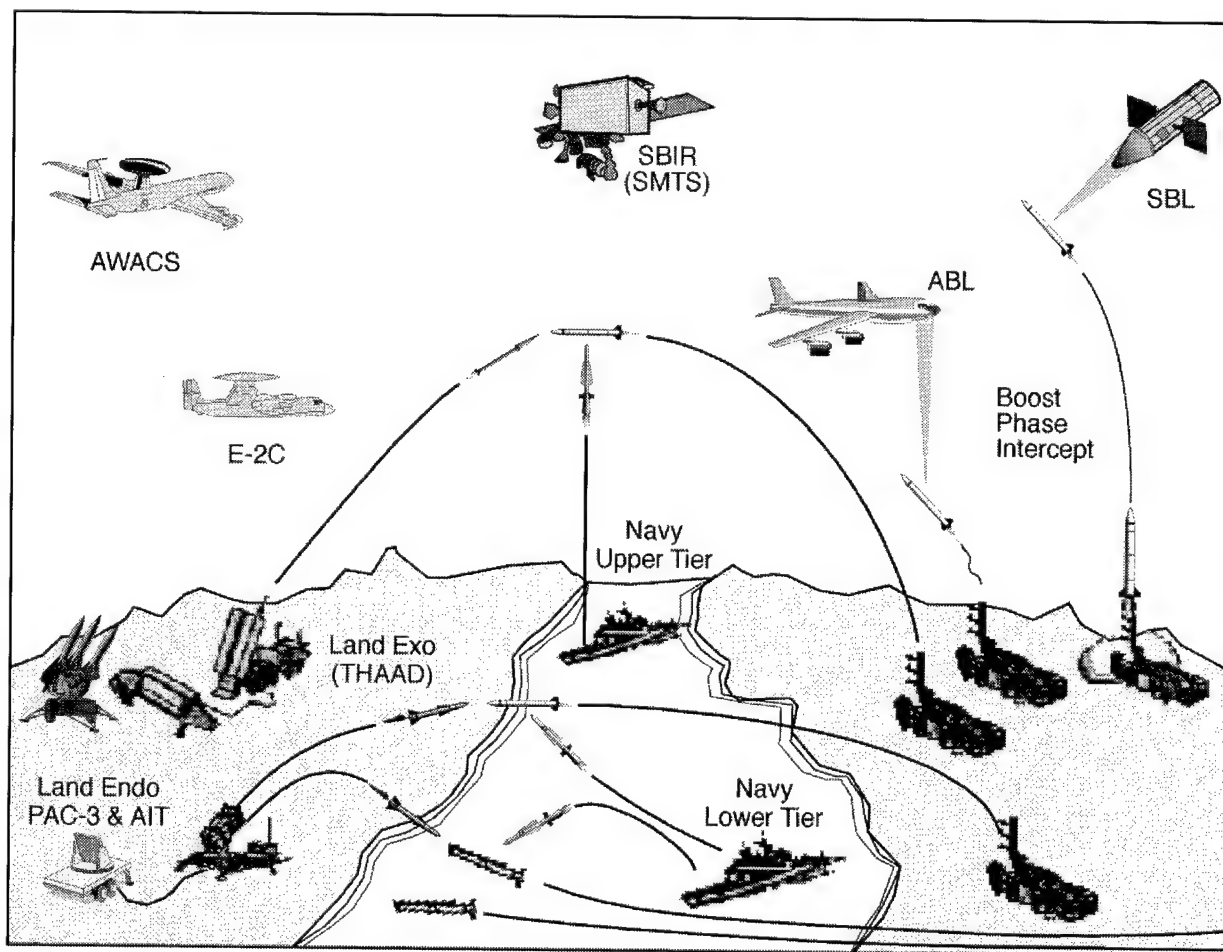 SBIR
(SMTS)
SBL
AWACS
ABL
E-2C
Boost
Phase
Intercept
Navy
Upper Tier
Land Exo
(THAAD)
Land Endo
PAC-3 & AIT
Navy
Lower Tier